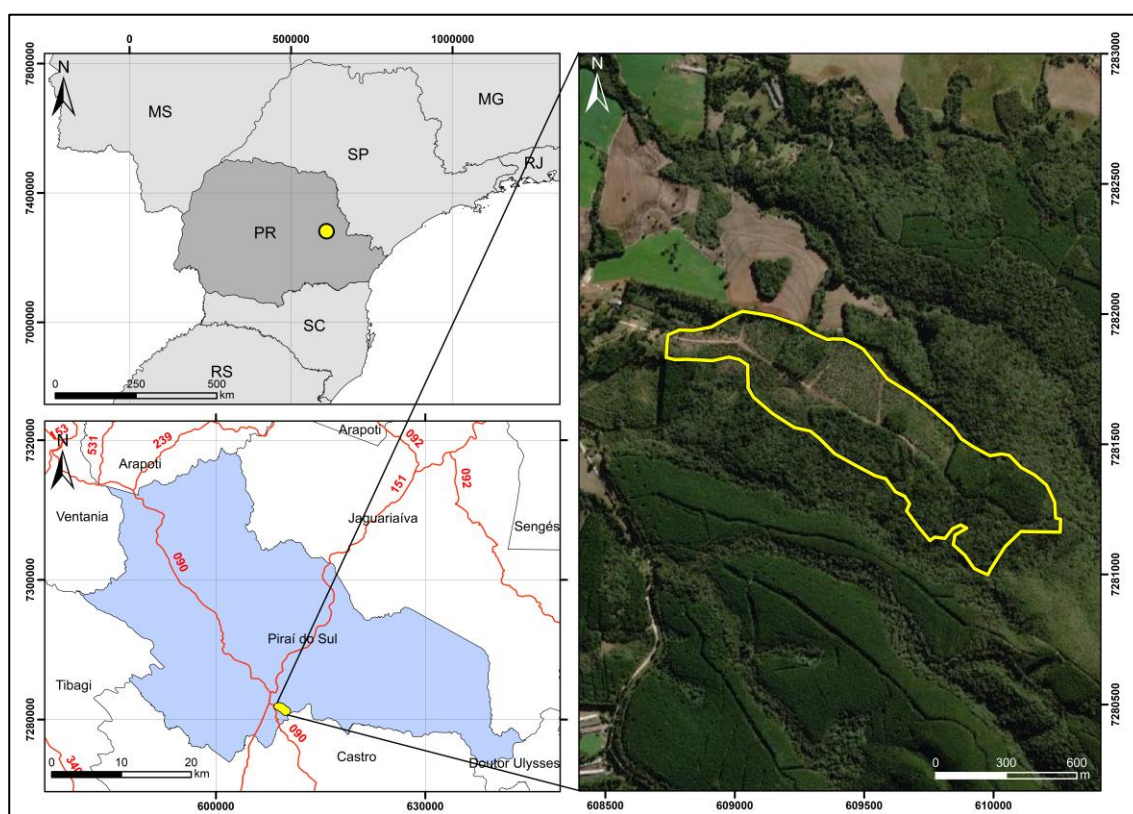 0 500000 1000000
7800000
7400000
7000000
N
MS
MG
SP
RJ
PR
SC
RS
0 250 500
km
7320000
7300000
7280000
N
153
531
239
Arapoti
Arapoti
092
151
092
Ventania
Jaguariaíva
Sengés
090
Piraí do Sul
Tibagi
090
Castro
Doutor Ulysses
340
0 10 20
km
600000 630000
N
7283000
7282500
7282000
7281500
7281000
7280500
0 300 600
m
608500 609000 609500 610000